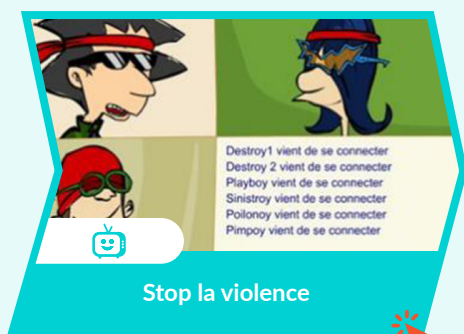 Destroy1 vient de se connecter
Destroy 2 vient de se connecter
Playboy vient de se connecter
Sinistroy vient de se connecter
Poilonoy vient de se connecter
Pimpoy vient de se connecter
Stop la violence